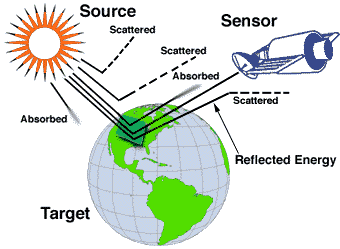 Source
Sensor
Scattered
Scattered
Absorbed
Scattered
Absorbed
Reflected Energy
Target